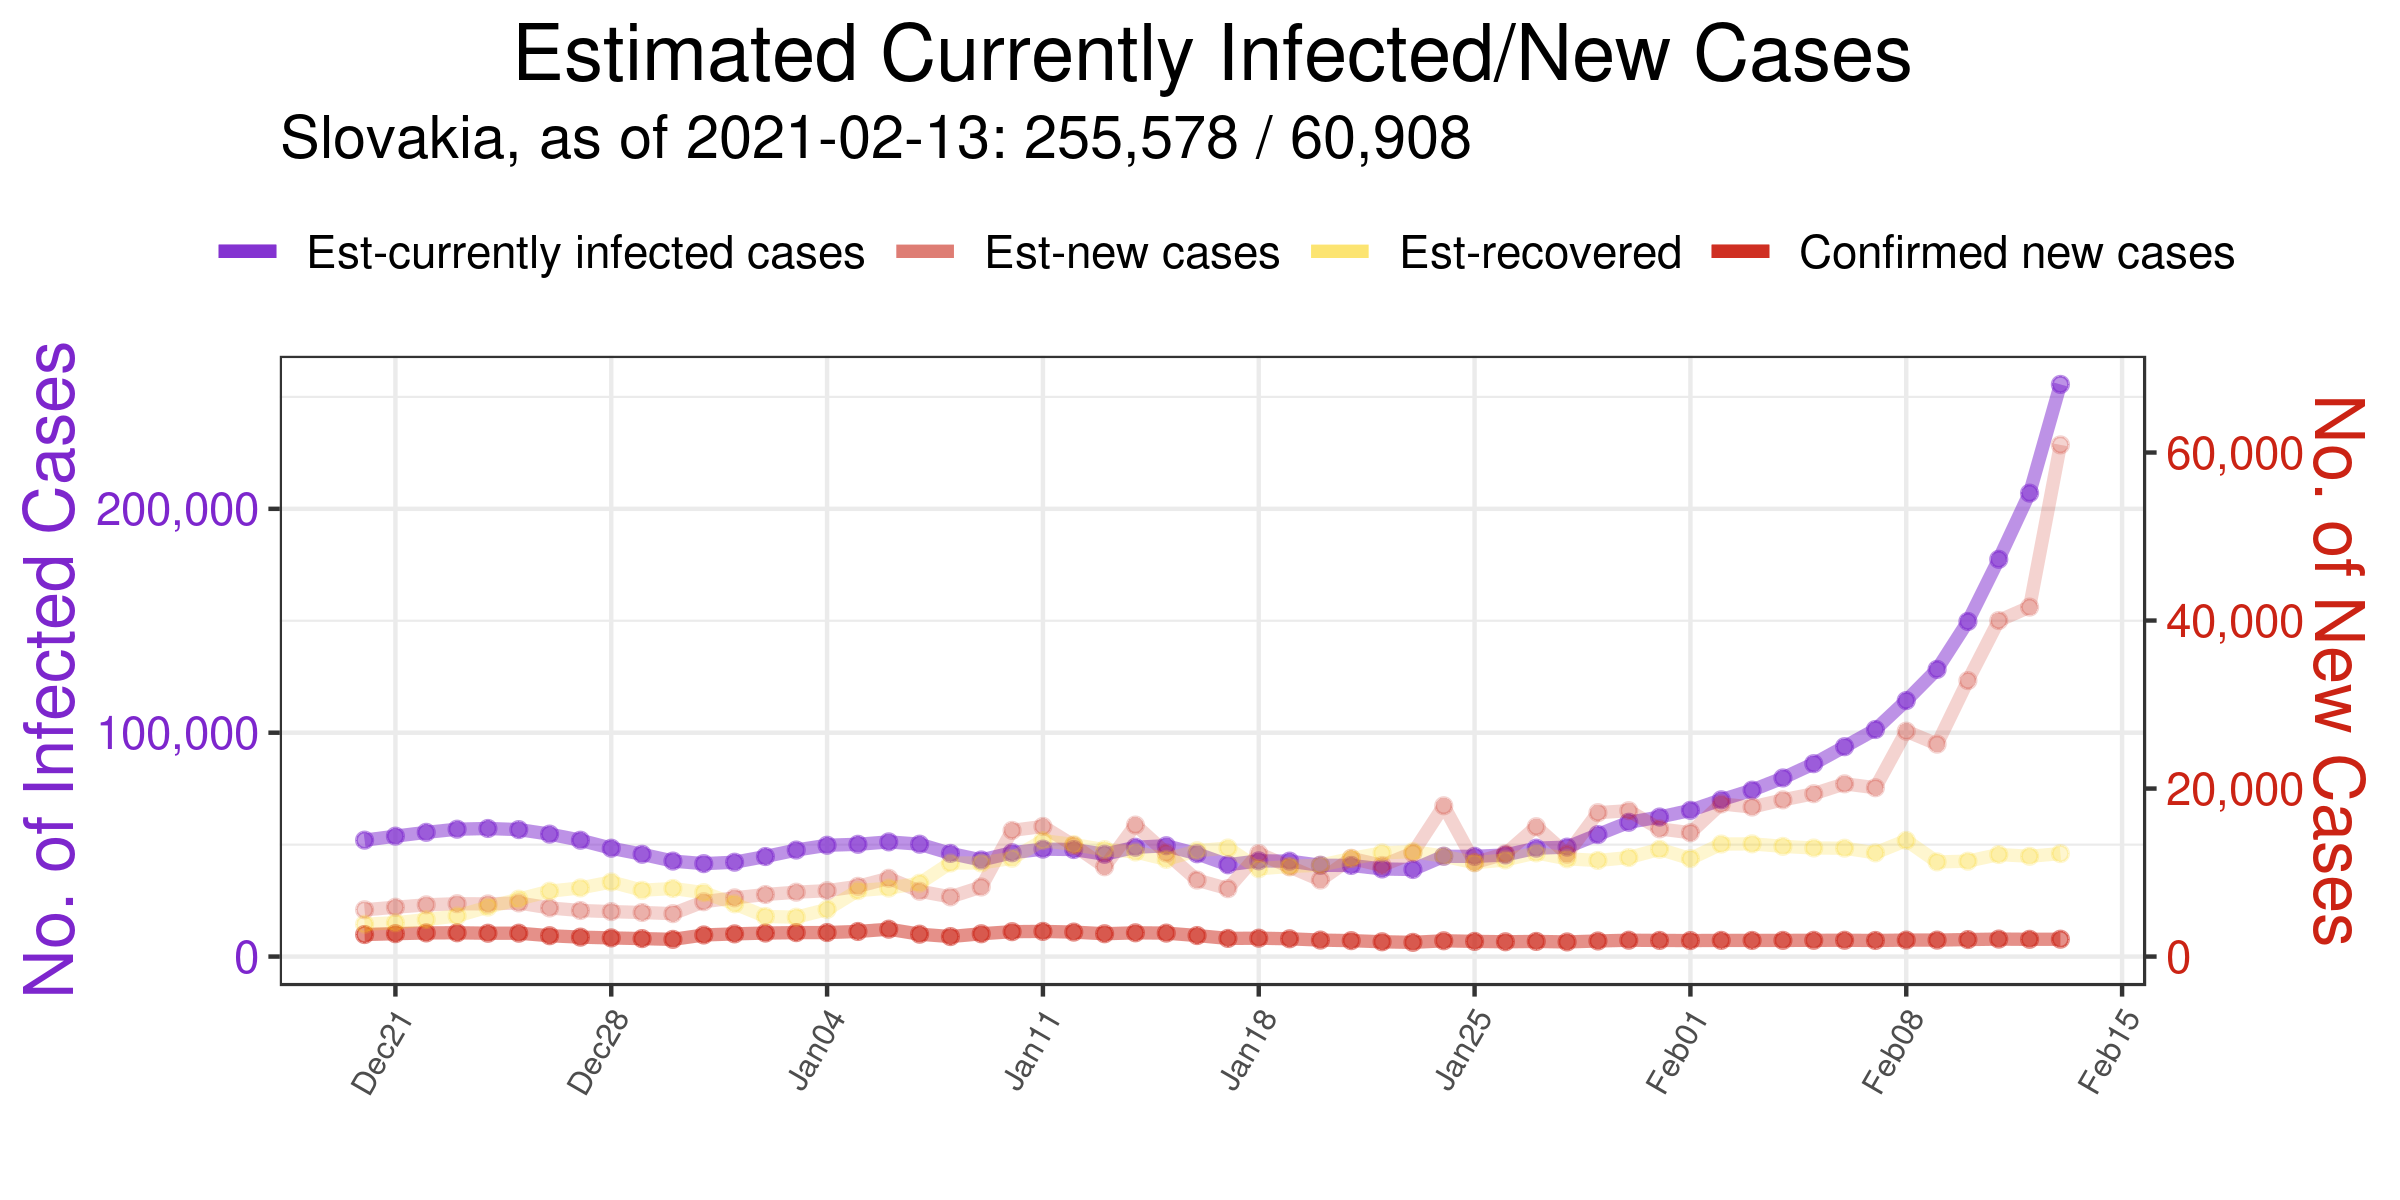 Estimated Currently Infected/New Cases
Slovakia, as of 2021-02-13: 255,578 / 60,908
Est-currently infected cases Est-new cases Est-recovered Confirmed new cases
No. of Infected Cases
200,000
100,000
0
60,000
40,000
20,000
0
No. of New Cases
Dec21 Dec28 Jan04 Jan11 Jan18 Jan25 Feb01 Feb08 Feb15